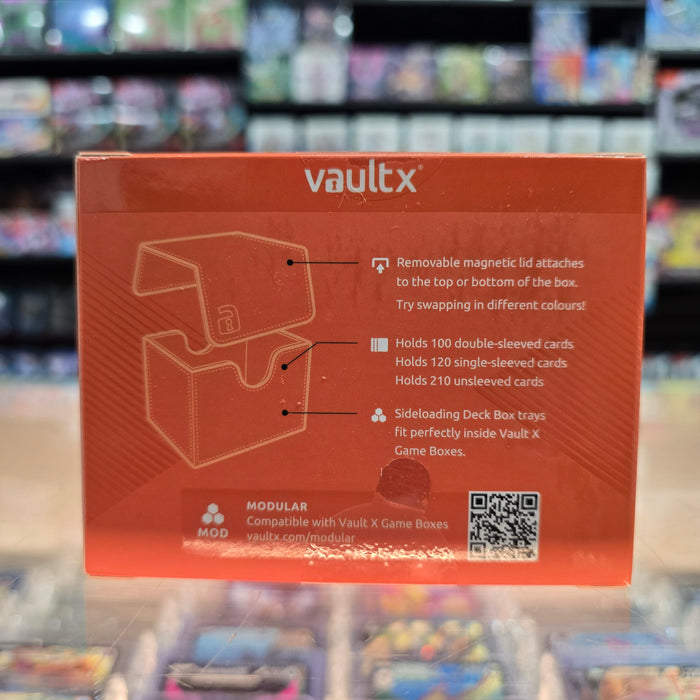 vaultx®
Removable magnetic lid attaches
to the top or bottom of the box.
Try swapping in different colours!
Holds 100 double-sleeved cards
Holds 120 single-sleeved cards
Holds 210 unsleeved cards
Sideloading Deck Box trays
fit perfectly inside Vault X
Game Boxes.
MOD
MODULAR
Compatible with Vault X Game Boxes
vaultx.com/modular